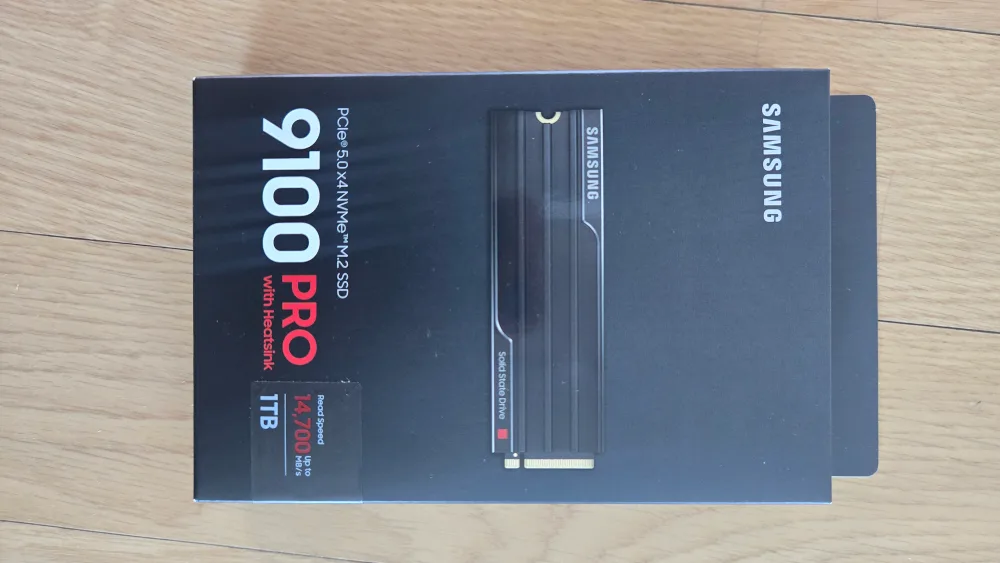 SAMSUNG
SAMSUNG
Solid State Drive
PCIe® 5.0 x4 NVMe™ M.2 SSD
9100 PRO
with Heatsink
Read Speed
14,700 Up to MB/s
1TB